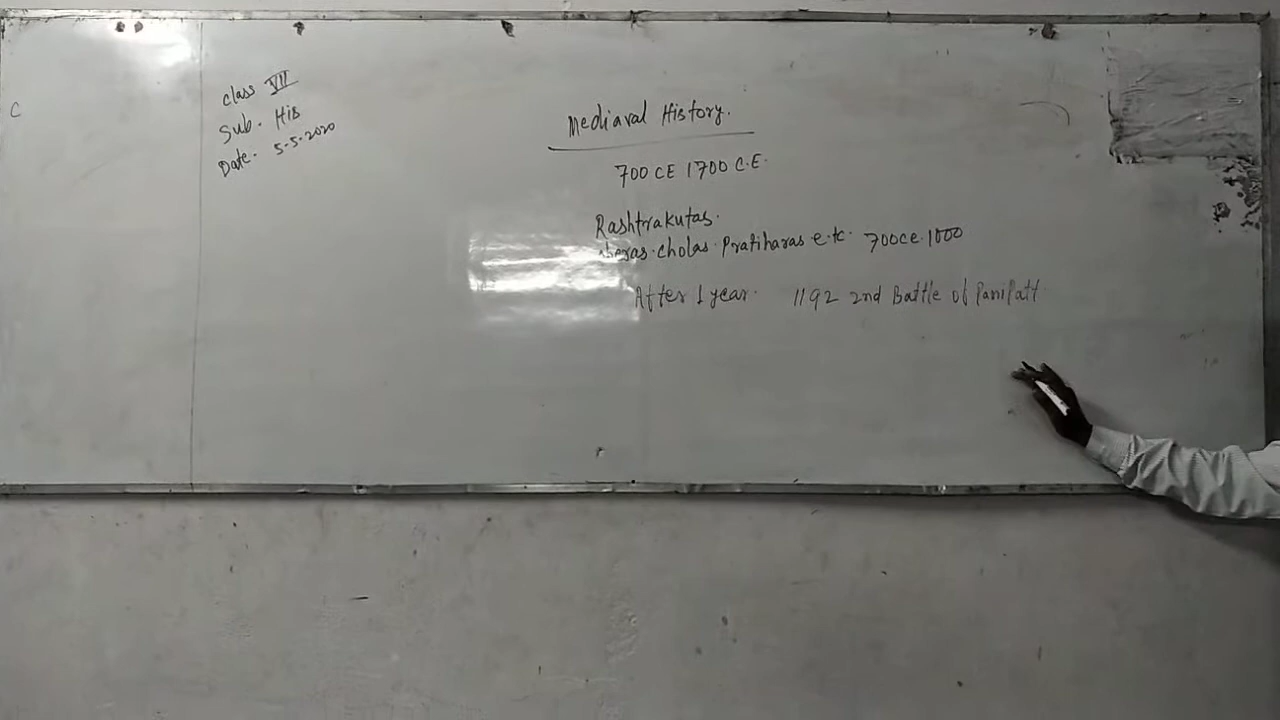 C
Class VII
Sub. His
Date. 5.5.2020
Mediaval History.
700 CE 1700 C.E.
Rashtrakutas.
cholas. Pratiharas etc. 700CE.1000
After 1 year. 1192 2nd Battle of Panipatt